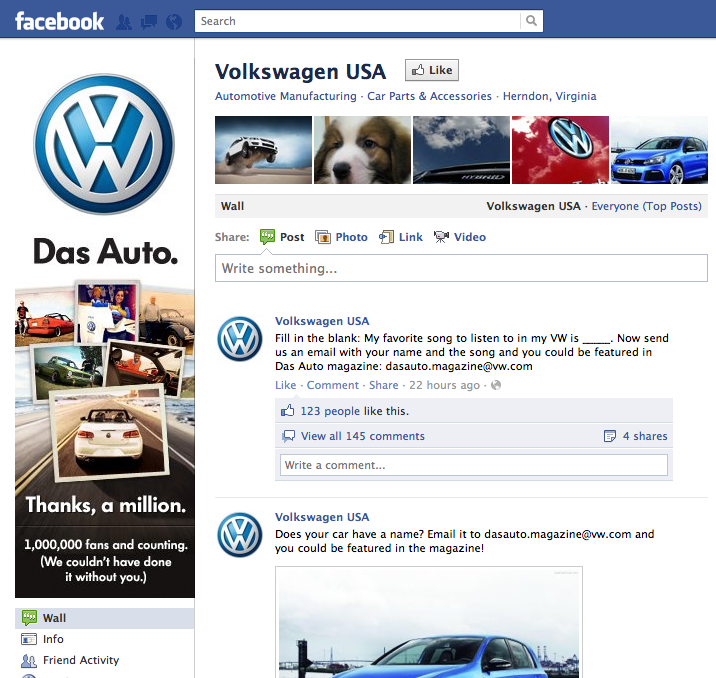 facebook
Search
Das Auto.
Thanks, a million.
1,000,000 fans and counting.
(We couldn't have done
it without you.)
Wall
Info
Friend Activity
Volkswagen USA
Like
Automotive Manufacturing · Car Parts & Accessories · Herndon, Virginia
HYBRID
Wall
Volkswagen USA · Everyone (Top Posts)
Share: Post Photo Link Video
Write something...
Volkswagen USA
Fill in the blank: My favorite song to listen to in my VW is _____. Now send
us an email with your name and the song and you could be featured in
Das Auto magazine: dasauto.magazine@vw.com
Like · Comment · Share · 22 hours ago ·
123 people like this.
View all 145 comments
4 shares
Write a comment...
Volkswagen USA
Does your car have a name? Email it to dasauto.magazine@vw.com and
you could be featured in the magazine!